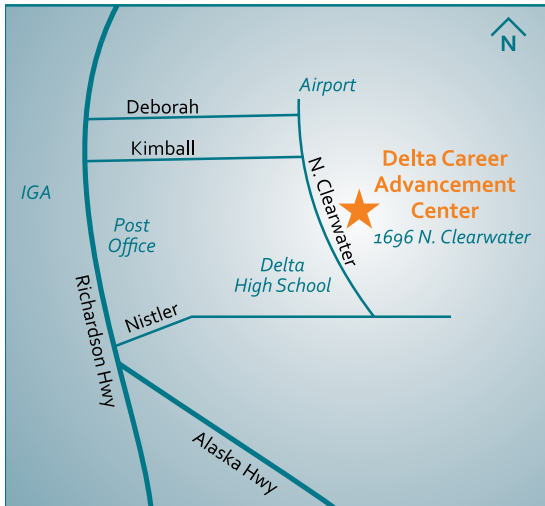 N
Airport
Deborah
Kimball
N. Clearwater
Delta Career
Advancement
Center
1696 N. Clearwater
IGA
Post
Office
Delta
High School
Richardson Hwy
Nistler
Alaska Hwy